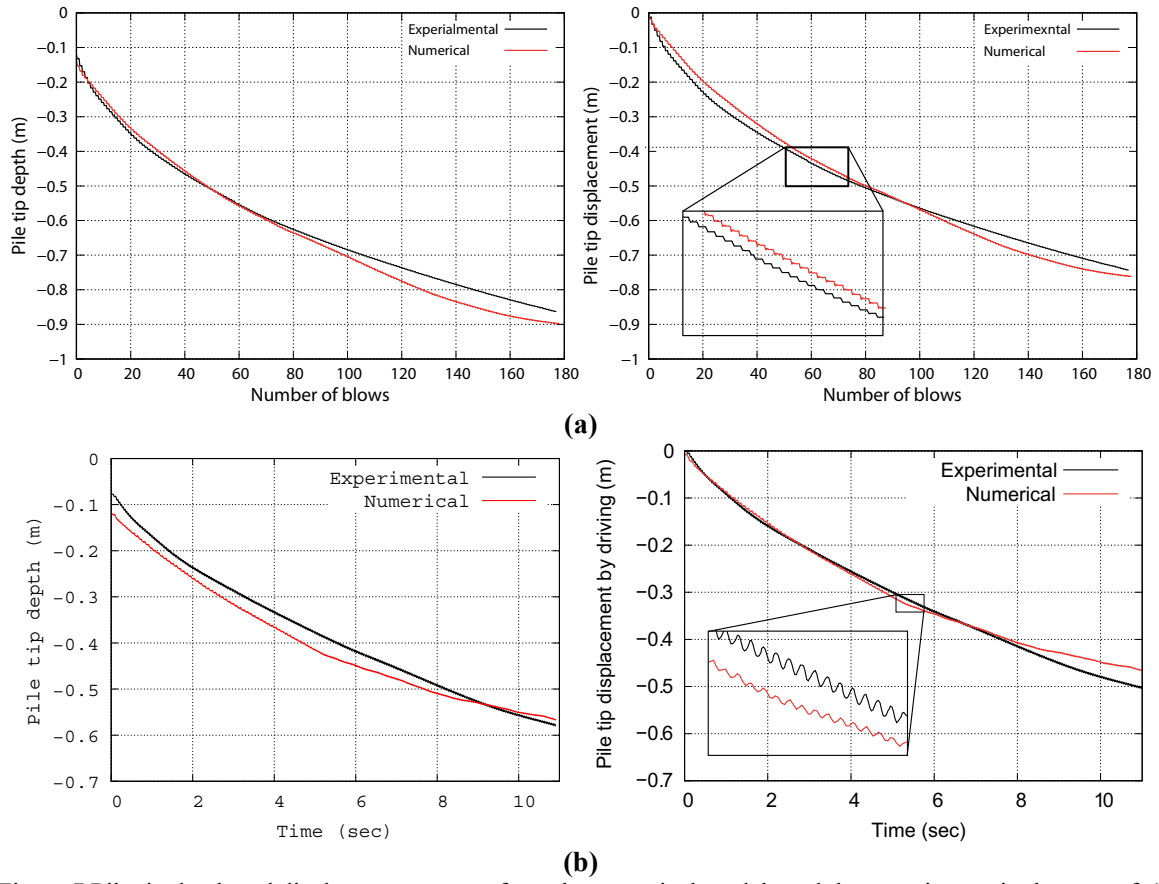 0
−0.1
−0.2
−0.3
−0.4
−0.5
−0.6
−0.7
−0.8
−0.9
−1
Pile tip depth (m)
Experialmental
Numerical
0 20 40 60 80 100 120 140 160 180
Number of blows
0
−0.1
−0.2
−0.3
−0.4
−0.5
−0.6
−0.7
−0.8
−0.9
−1
Pile tip displacement (m)
Experimexntal
Numerical
0 20 40 60 80 100 120 140 160 180
Number of blows
(a)
0
−0.1
−0.2
−0.3
−0.4
−0.5
−0.6
−0.7
Pile tip depth (m)
Experimental
Numerical
0 2 4 6 8 10
Time (sec)
0
−0.1
−0.2
−0.3
−0.4
−0.5
−0.6
−0.7
Pile tip displacement by driving (m)
Experimental
Numerical
0 2 4 6 8 10
Time (sec)
(b)